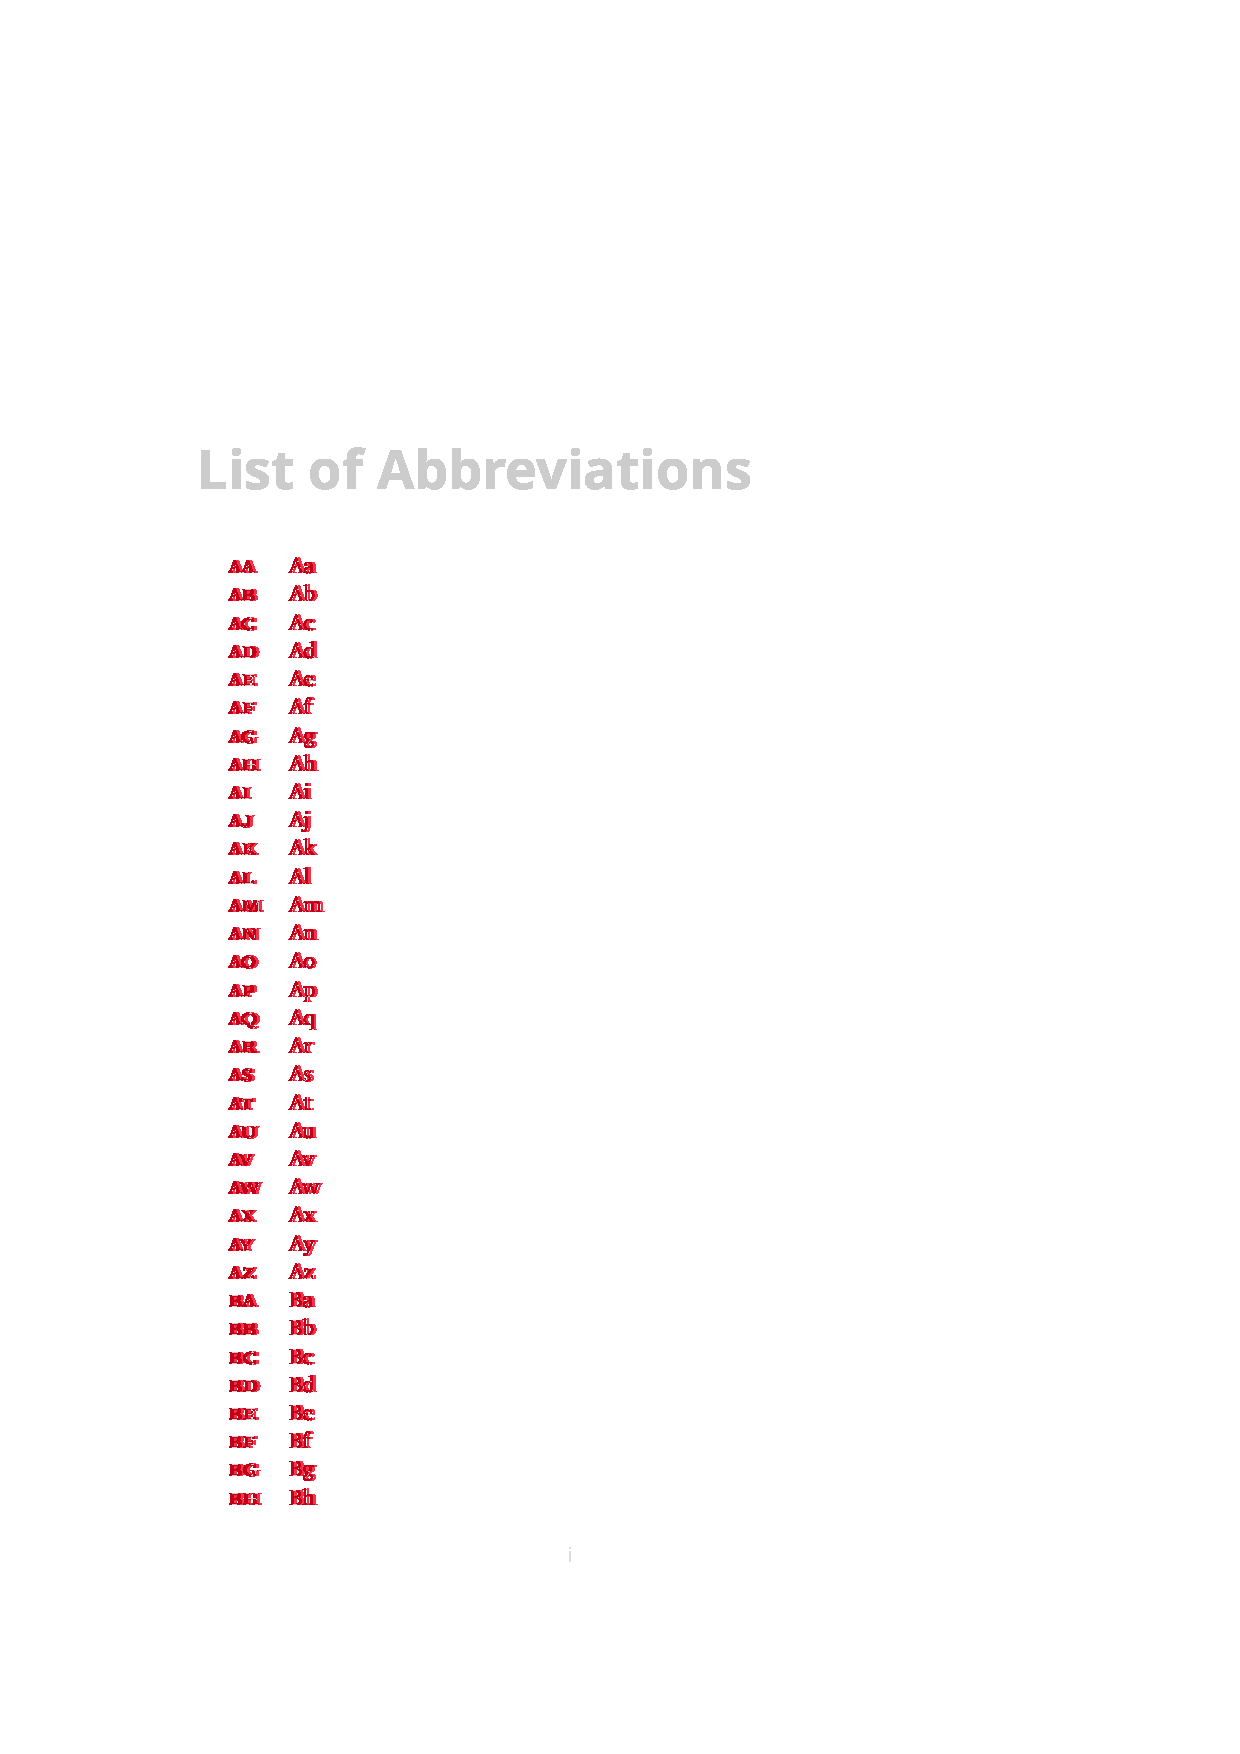 List of Abbreviations
AA Aa
AB Ab
AC Ac
AD Ad
AE Ae
AF Af
AG Ag
AH Ah
AI Ai
AJ Aj
AK Ak
AL Al
AM Am
AN An
AO Ao
AP Ap
AQ Aq
AR Ar
AS As
AT At
AU Au
AV Av
AW Aw
AX Ax
AY Ay
AZ Az
BA Ba
BB Bb
BC Bc
BD Bd
BE Be
BF Bf
BG Bg
BH Bh
i